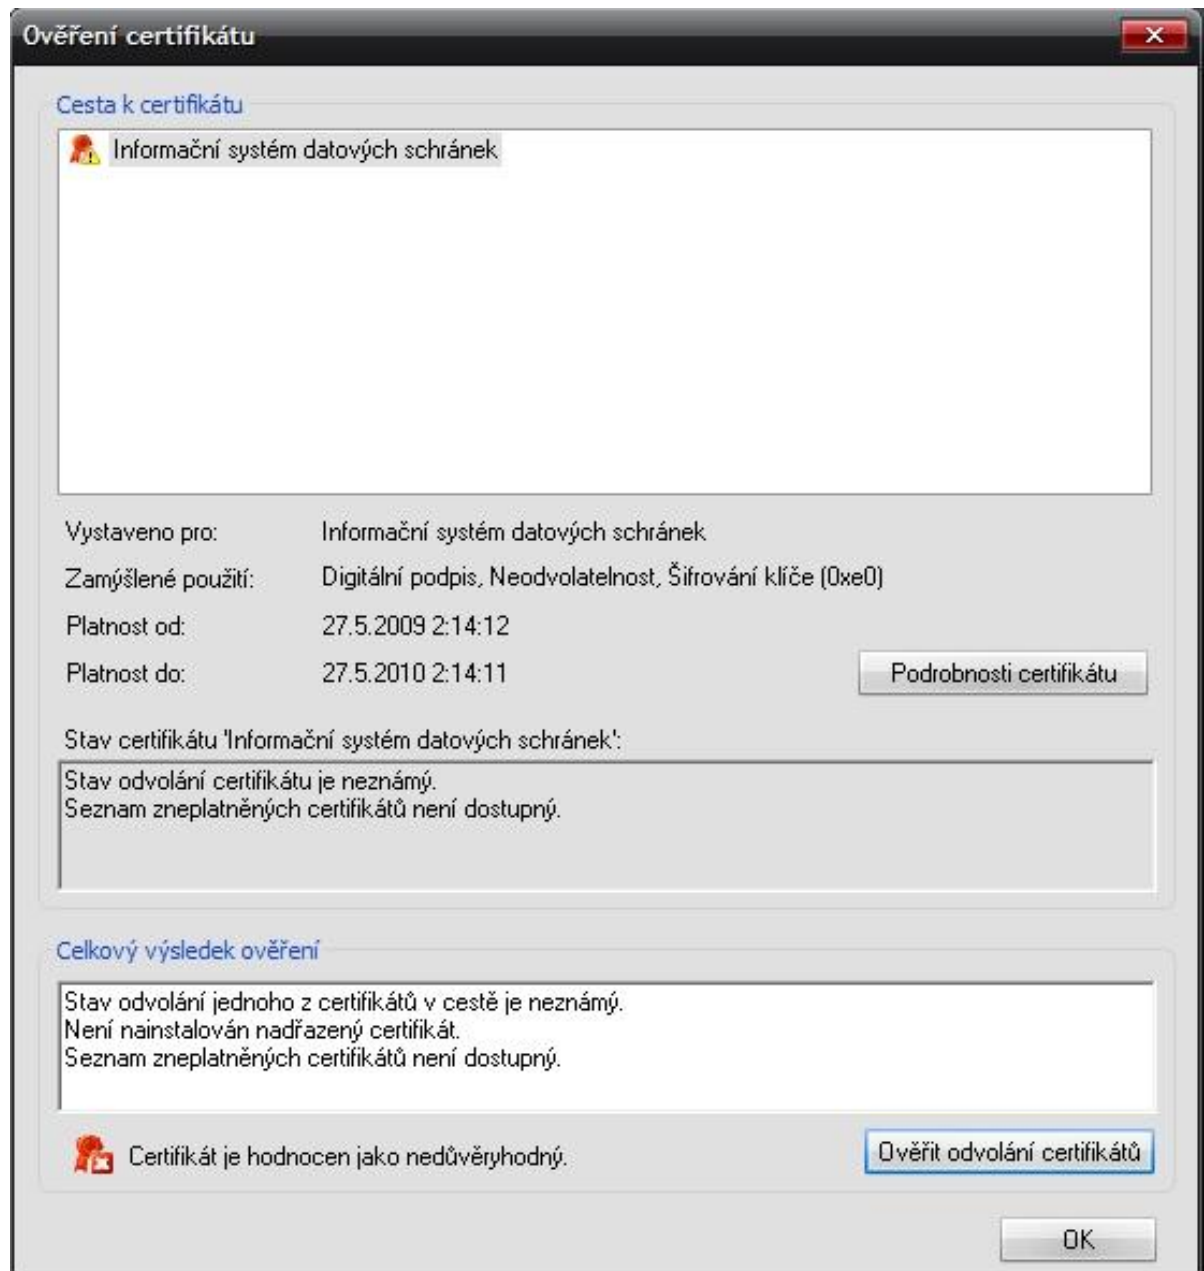 Ověření certifikátu
Cesta k certifikátu
Informační systém datových schránek
Vystaveno pro: Informační systém datových schránek
Zamýšlené použití: Digitální podpis, Neodvolatelnost, Šifrování klíče (0xe0)
Platnost od: 27.5.2009 2:14:12
Platnost do: 27.5.2010 2:14:11
Podrobnosti certifikátu
Stav certifikátu 'Informační systém datových schránek':
Stav odvolání certifikátu je neznámý.
Seznam zneplatněných certifikátů není dostupný.
Celkový výsledek ověření
Stav odvolání jednoho z certifikátů v cestě je neznámý.
Není nainstalován nadřazený certifikát.
Seznam zneplatněných certifikátů není dostupný.
Certifikát je hodnocen jako nedůvěryhodný.
Ověřit odvolání certifikátů
OK